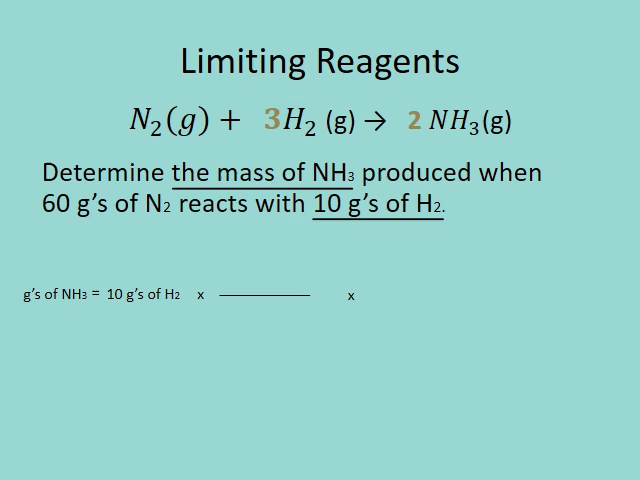 Limiting Reagents
N₂(g) + 3H₂ (g) → 2 NH₃(g)
Determine the mass of NH₃ produced when
60 g’s of N₂ reacts with 10 g’s of H₂.
g’s of NH₃ = 10 g’s of H₂ x ―――― x